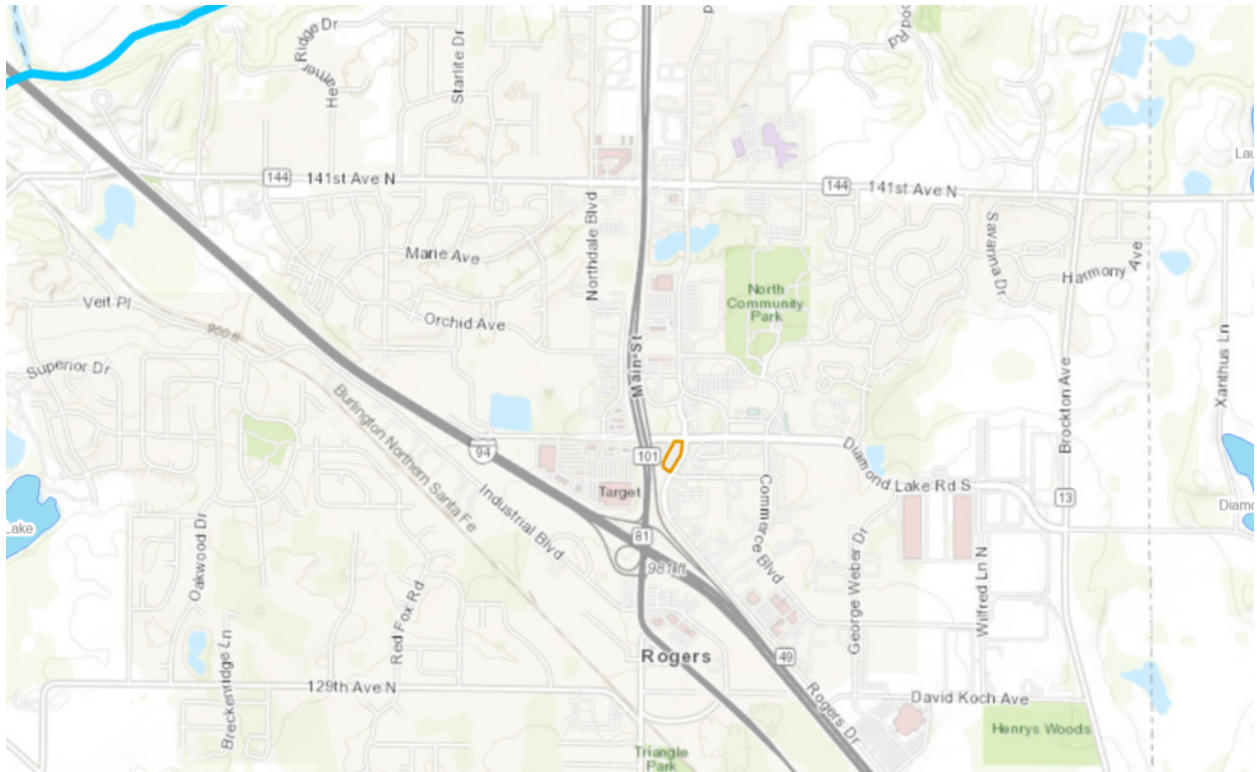 Heather Ridge Dr
Starlite Dr
144
141st Ave N
144
141st Ave N
Lau
Northdale Blvd
Marie Ave
Savanna Dr
Harmony Ave
North
Community
Park
Veit Pl
900 ft
Orchid Ave
Main St
Superior Dr
Xanthus Ln
Burlington Northern Santa Fe
Brockton Ave
94
101
Diamond Lake Rd S
Target
Commerce Blvd
13
Diamo
Lake
Industrial Blvd
81
981 ft
Oakwood Dr
Red Fox Rd
George Weber Dr
Wilfred Ln N
Breckenridge Ln
Rogers
49
129th Ave N
Rogers Dr
David Koch Ave
Henrys Woods
Triangle
Park